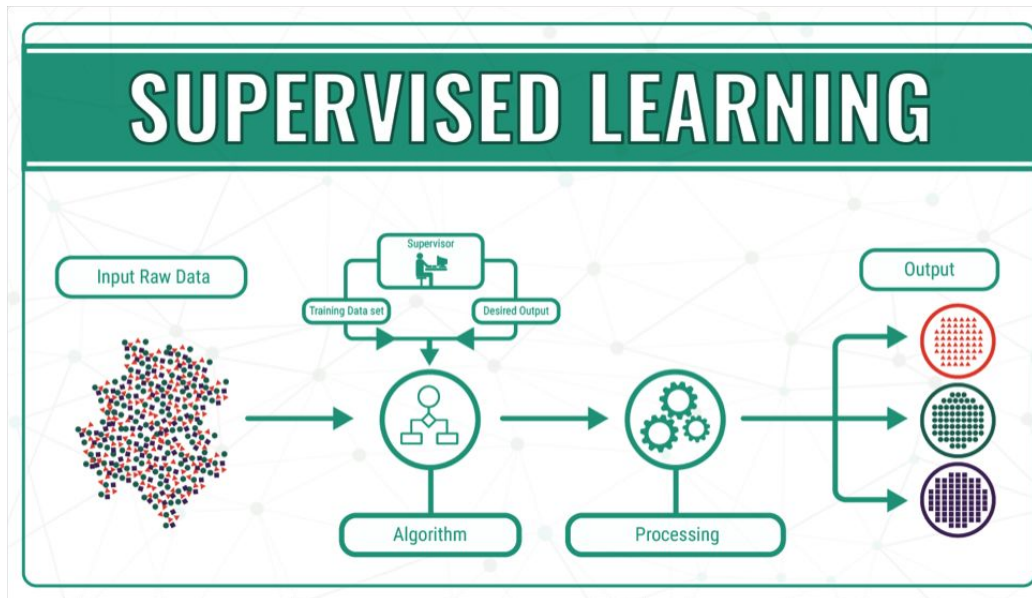 SUPERVISED LEARNING
Input Raw Data
Supervisor
Training Data set
Desired Output
Algorithm
Processing
Output